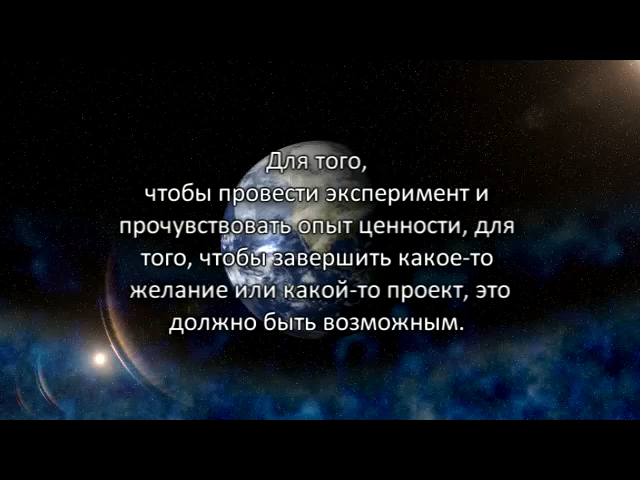 Для того,
чтобы провести эксперимент и
прочувствовать опыт ценности, для
того, чтобы завершить какое-то
желание или какой-то проект, это
должно быть возможным.